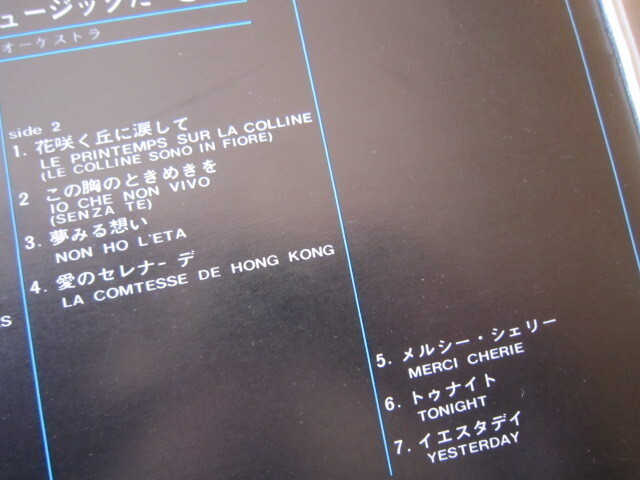 ュージック
オーケストラ
side 2
1. 花咲く丘に涙して
LE PRINTEMPS SUR LA COLLINE
(LE COLLINE SONO IN FIORE)
2 この胸のときめきを
IO CHE NON VIVO
(SENZA TE)
3. 夢みる想い
NON HO L'ETA
4. 愛のセレナ-デ
LA COMTESSE DE HONG KONG
5. メルシー・シェリー
MERCI CHERIE
6. トゥナイト
TONIGHT
7. イエスタデイ
YESTERDAY